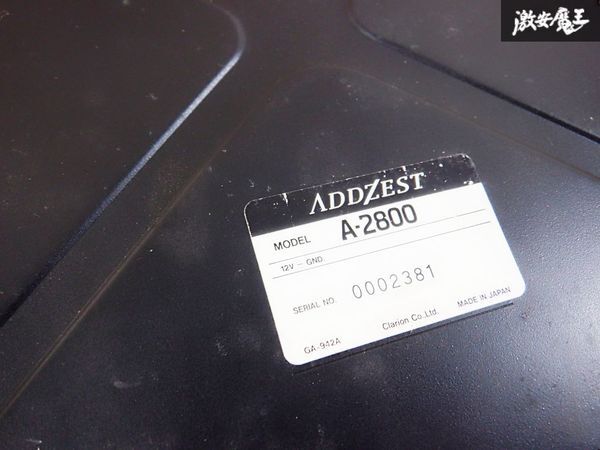 激安魔王
ADDZEST
MODEL A-2800
12V – GND
SERIAL NO. 0002381
Clarion Co.,Ltd. MADE IN JAPAN
GA-942A